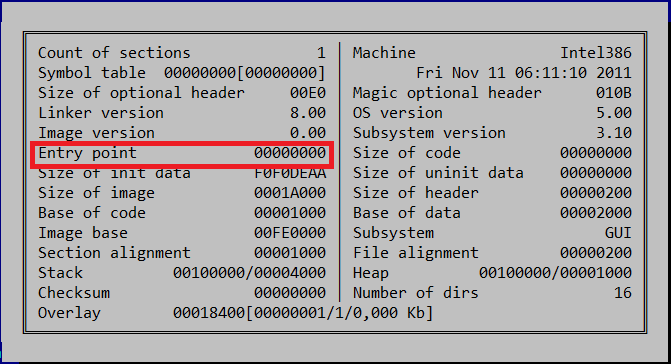 Count of sections 1 Machine Intel386
Symbol table 00000000[00000000] Fri Nov 11 06:11:10 2011
Size of optional header 00E0 Magic optional header 010B
Linker version 8.00 OS version 5.00
Image version 0.00 Subsystem version 3.10
Entry point 00000000 Size of code 00000000
Size of init data F0F0DEAA Size of uninit data 00000000
Size of image 0001A000 Size of header 00000200
Base of code 00001000 Base of data 00002000
Image base 00FE0000 Subsystem GUI
Section alignment 00001000 File alignment 00000200
Stack 00100000/00004000 Heap 00100000/00001000
Checksum 00000000 Number of dirs 16
Overlay 00018400[00000001/1/0,000 Kb]